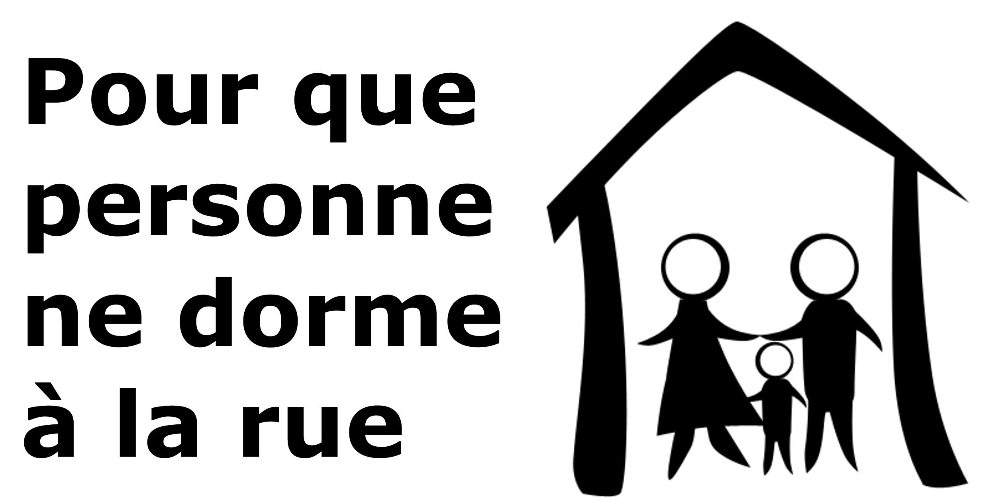 Pour que
personne
ne dorme
à la rue